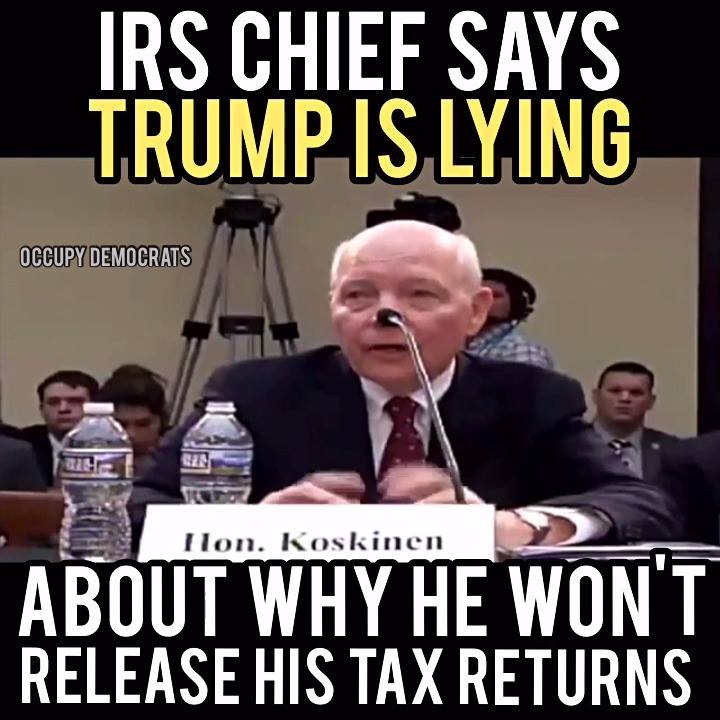 IRS CHIEF SAYS
TRUMP IS LYING
OCCUPY DEMOCRATS
Hon. Koskinen
ABOUT WHY HE WON'T
RELEASE HIS TAX RETURNS